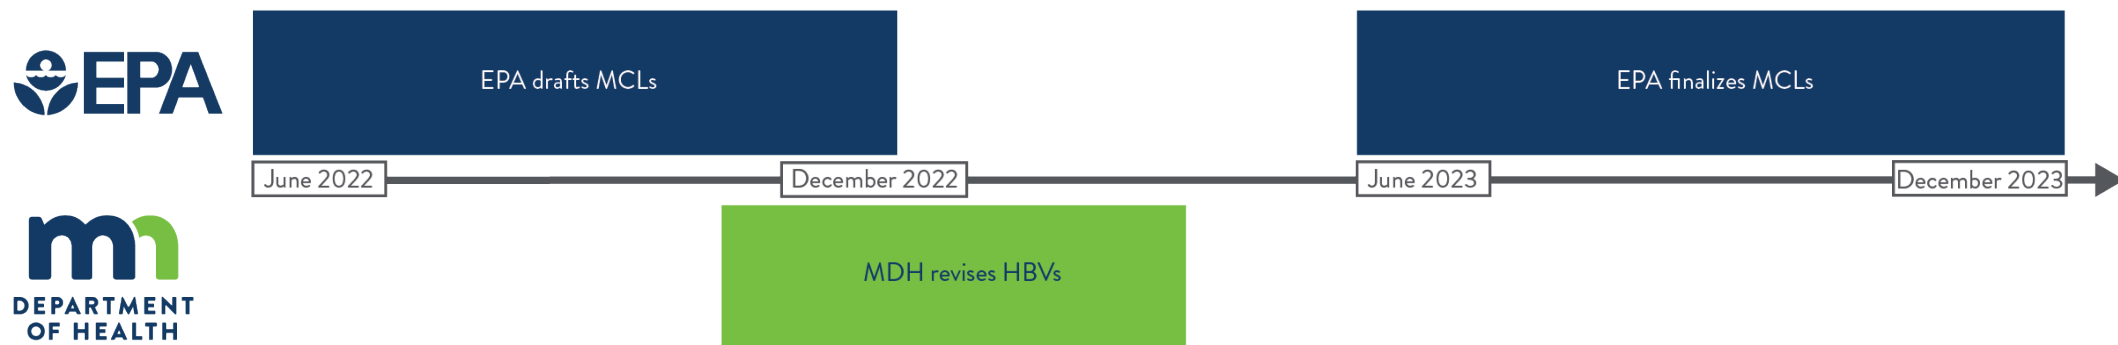 EPA
EPA drafts MCLs
EPA finalizes MCLs
June 2022
December 2022
June 2023
December 2023
mn
DEPARTMENT
OF HEALTH
MDH revises HBVs